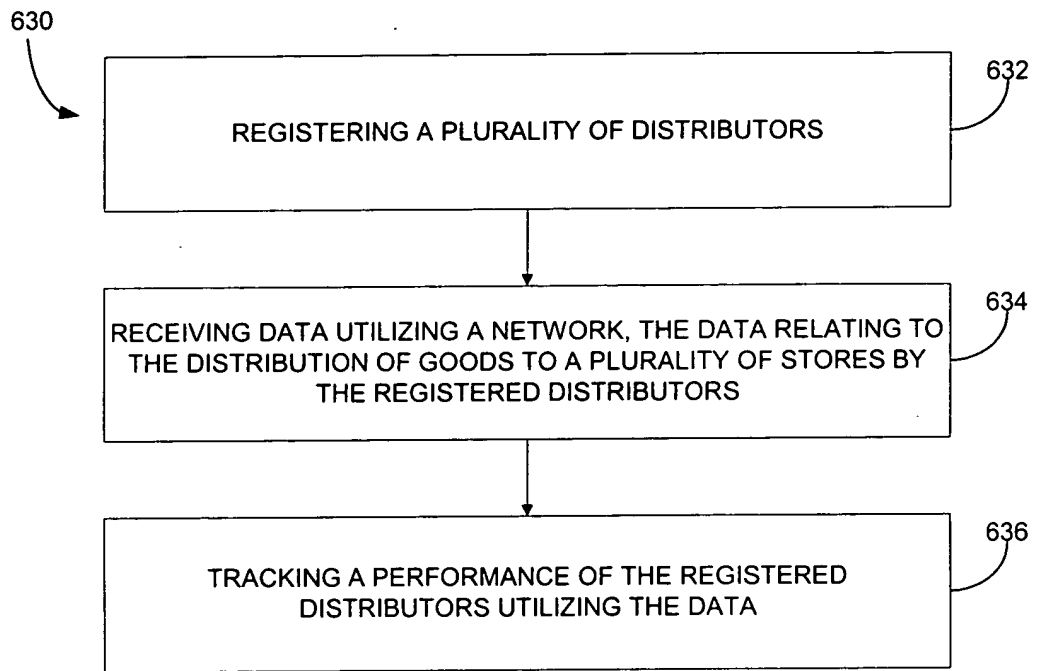 630
632
REGISTERING A PLURALITY OF DISTRIBUTORS
634
RECEIVING DATA UTILIZING A NETWORK, THE DATA RELATING TO
THE DISTRIBUTION OF GOODS TO A PLURALITY OF STORES BY
THE REGISTERED DISTRIBUTORS
636
TRACKING A PERFORMANCE OF THE REGISTERED
DISTRIBUTORS UTILIZING THE DATA